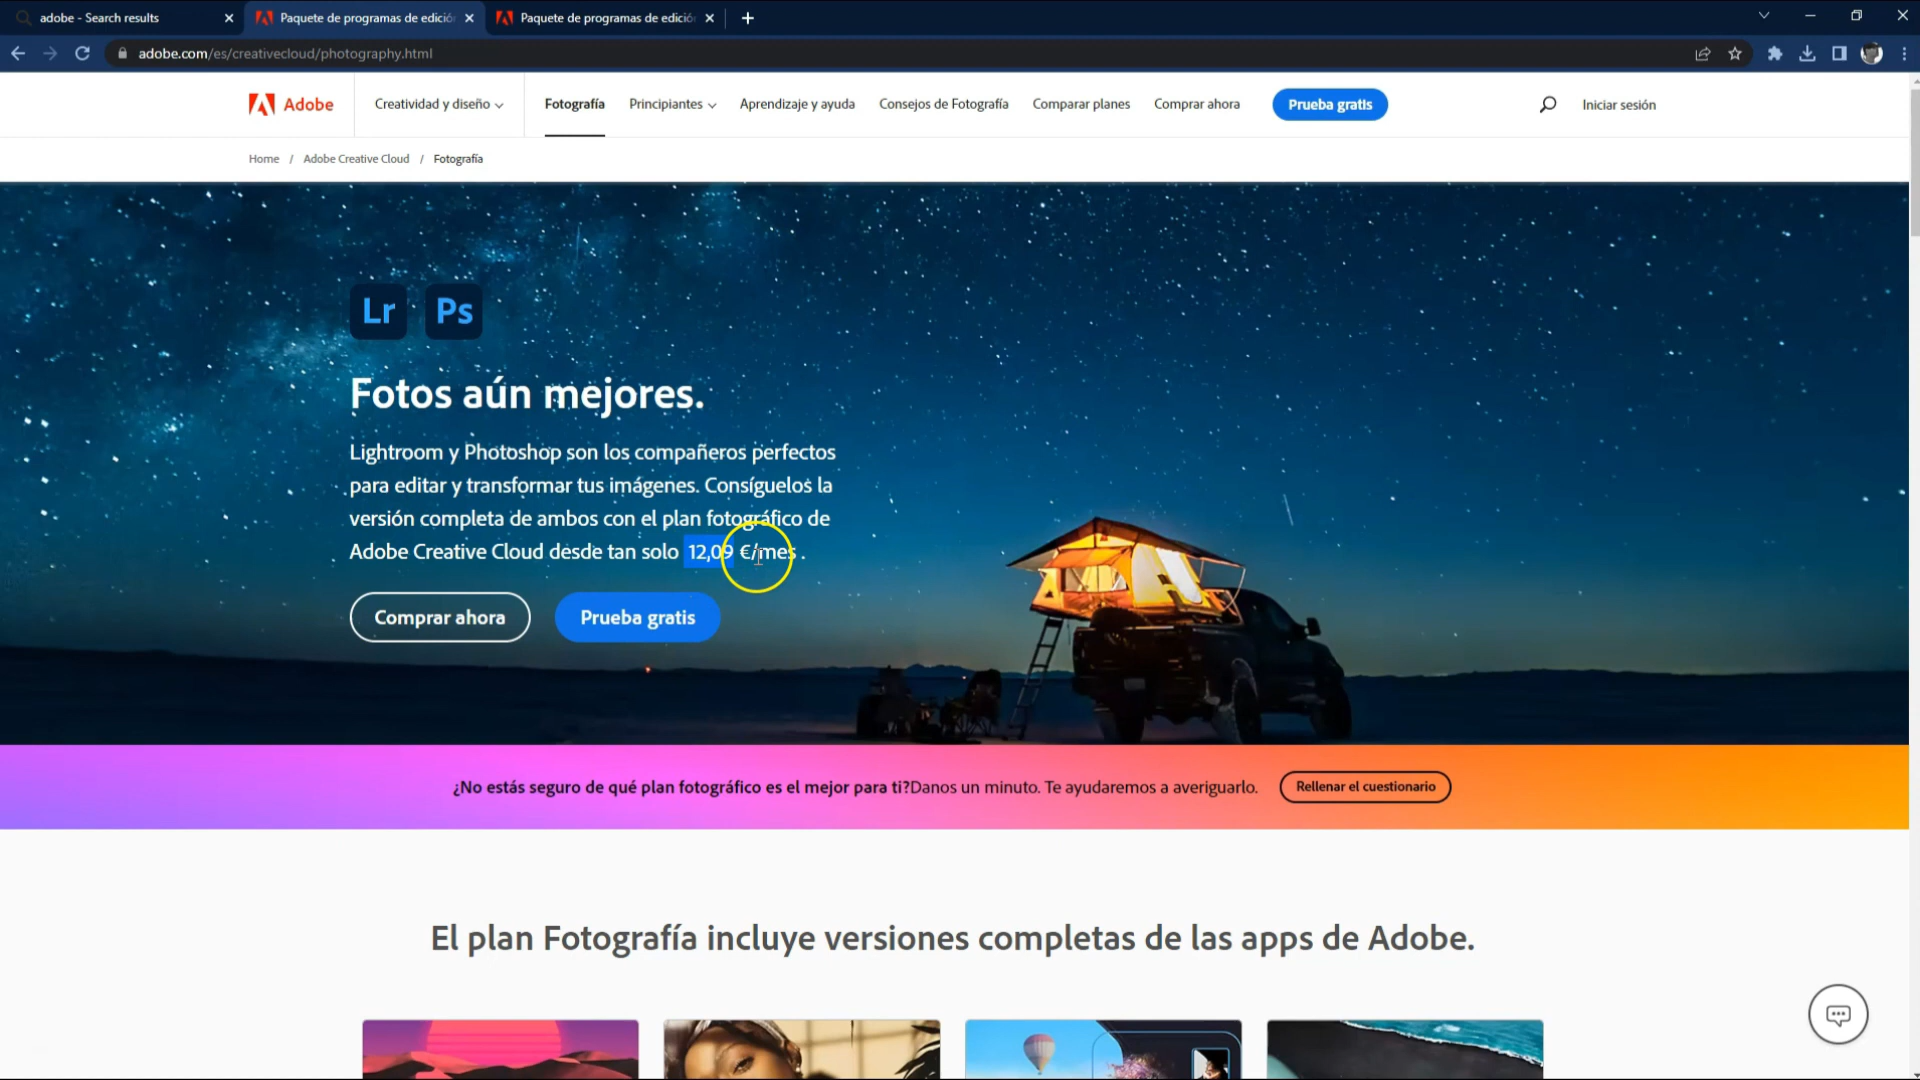 adobe - Search results
Paquete de programas de edición
Paquete de programas de edición
adobe.com/es/creativecloud/photography.html
Adobe
Creatividad y diseño
Fotografía
Principiantes
Aprendizaje y ayuda
Consejos de Fotografía
Comparar planes
Comprar ahora
Prueba gratis
Iniciar sesión
Home / Adobe Creative Cloud / Fotografía
Lr Ps
Fotos aún mejores.
Lightroom y Photoshop son los compañeros perfectos
para editar y transformar tus imágenes. Consíguelos la
versión completa de ambos con el plan fotográfico de
Adobe Creative Cloud desde tan solo 12,09 €/mes .
Comprar ahora
Prueba gratis
¿No estás seguro de qué plan fotográfico es el mejor para ti?Danos un minuto. Te ayudaremos a averiguarlo.
Rellenar el cuestionario
El plan Fotografía incluye versiones completas de las apps de Adobe.